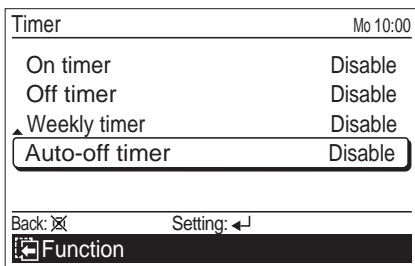 Timer Mo 10:00
On timer Disable
Off timer Disable
Weekly timer Disable
Auto-off timer Disable
Back: Setting:
Function